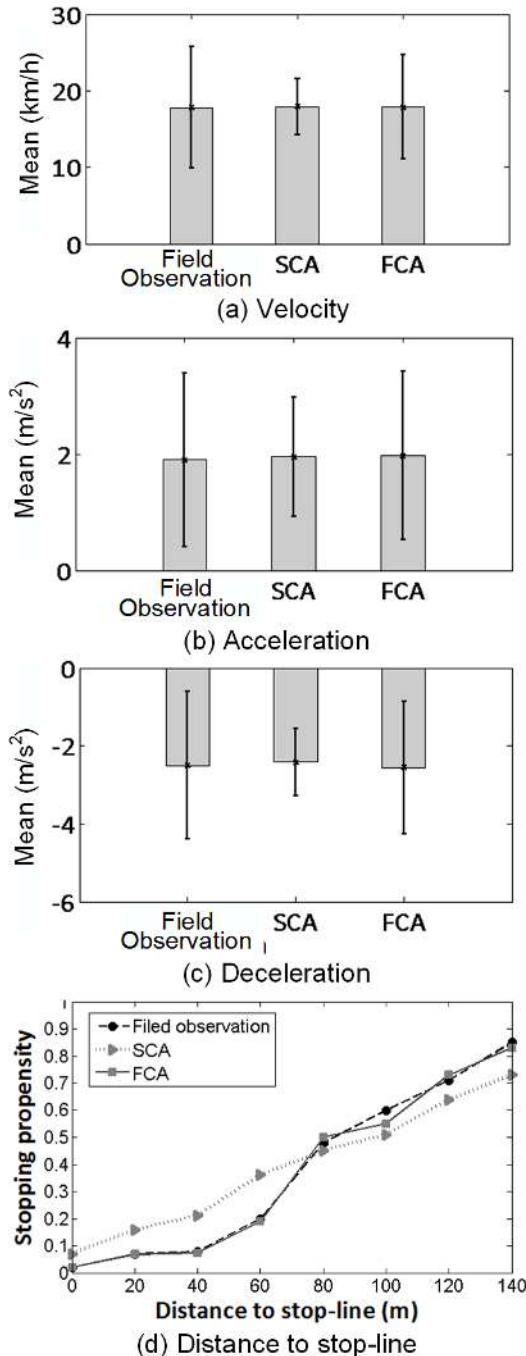 30
20
10
0
Mean (km/h)
Field
Observation
SCA
FCA
(a) Velocity
4
2
0
Mean (m/s²)
Field
Observation
SCA
FCA
(b) Acceleration
0
-2
-4
-6
Mean (m/s²)
Field
Observation
SCA
FCA
(c) Deceleration
Stopping propensity
1
0.9
0.8
0.7
0.6
0.5
0.4
0.3
0.2
0.1
0
Filed observation
SCA
FCA
0 20 40 60 80 100 120 140
Distance to stop-line (m)
(d) Distance to stop-line